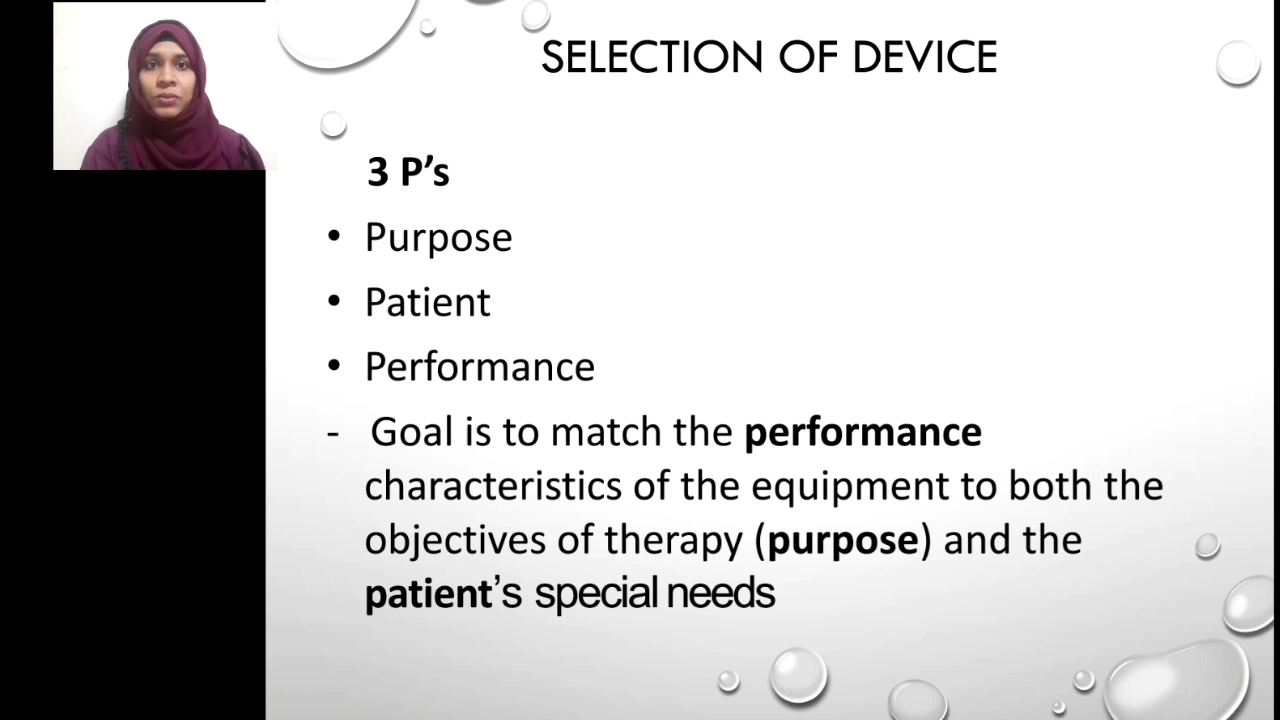 SELECTION OF DEVICE
3 P’s
• Purpose
• Patient
• Performance
- Goal is to match the performance
characteristics of the equipment to both the
objectives of therapy (purpose) and the
patient’s special needs